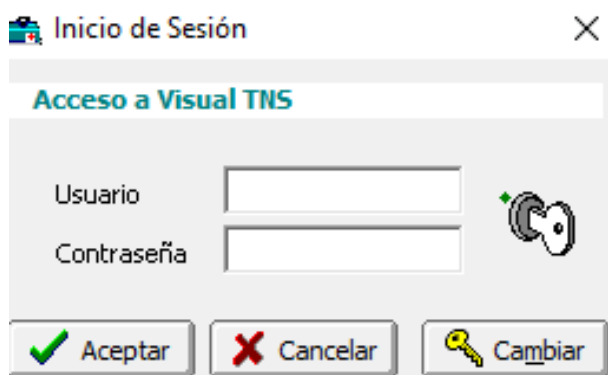 Inicio de Sesión
Acceso a Visual TNS
Usuario
Contraseña
Aceptar Cancelar Cambiar